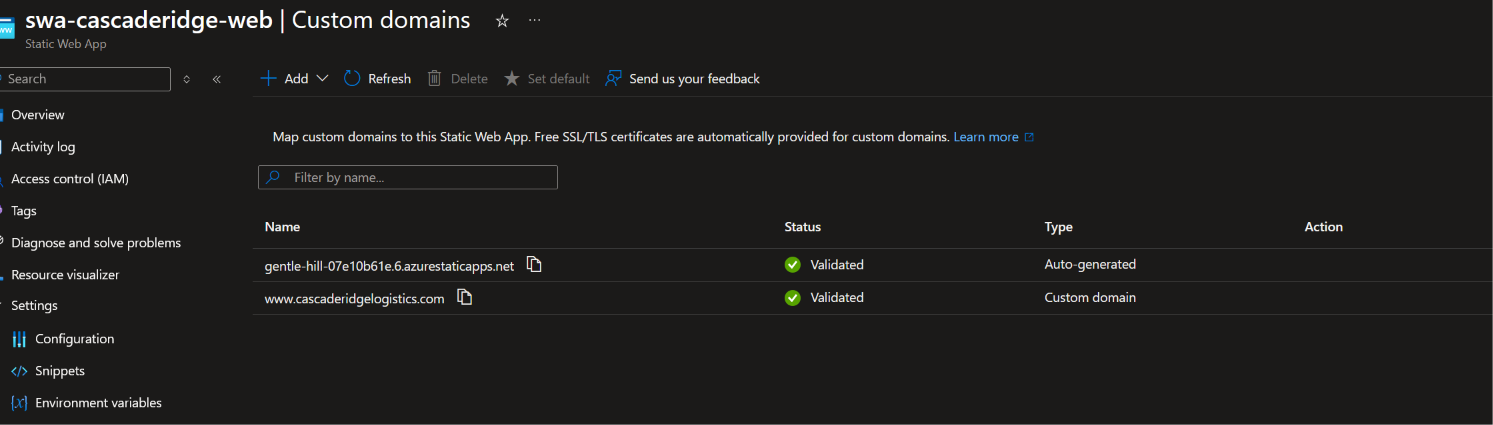 swa-cascaderidge-web | Custom domains
Static Web App
Search
Add Refresh Delete Set default Send us your feedback
Overview
Activity log
Access control (IAM)
Tags
Diagnose and solve problems
Resource visualizer
Settings
Configuration
Snippets
Environment variables
Map custom domains to this Static Web App. Free SSL/TLS certificates are automatically provided for custom domains. Learn more
Filter by name...
Name Status Type Action
gentle-hill-07e10b61e.6.azurestaticapps.net Validated Auto-generated
www.cascaderidgelogistics.com Validated Custom domain